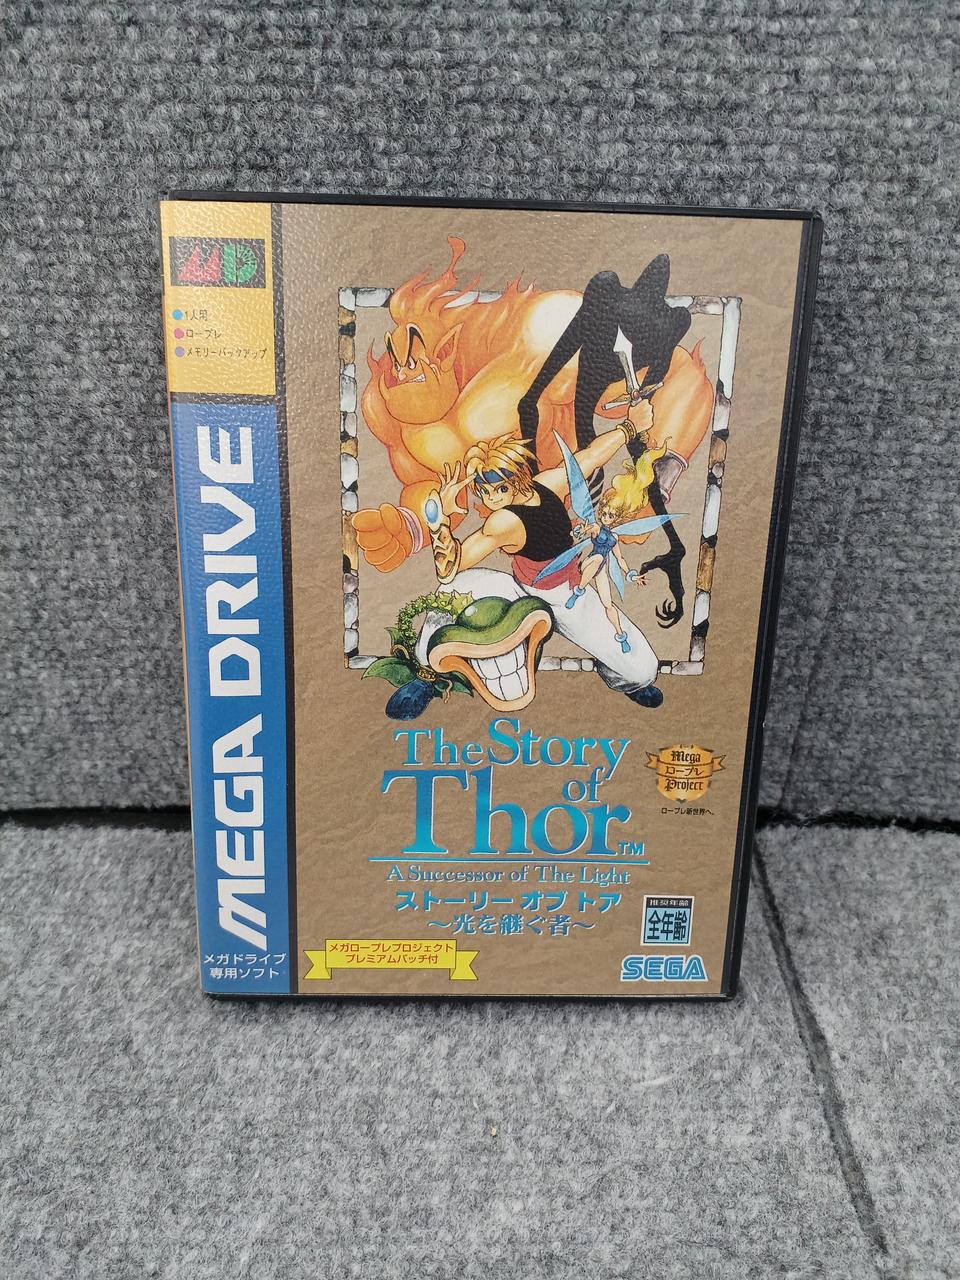 MD
1人用
ロープレ
メモリーバックアップ
MEGA DRIVE
メガドライブ
専用ソフト
The Story
of
Thor TM
A Successor of The Light
ストーリー オブ トア
〜光を継ぐ者〜
Mega
ロープレ
Project
ロープレ新世界へ。
メガロープレプロジェクト
プレミアムバッチ付
推奨年齢
全年齢
SEGA